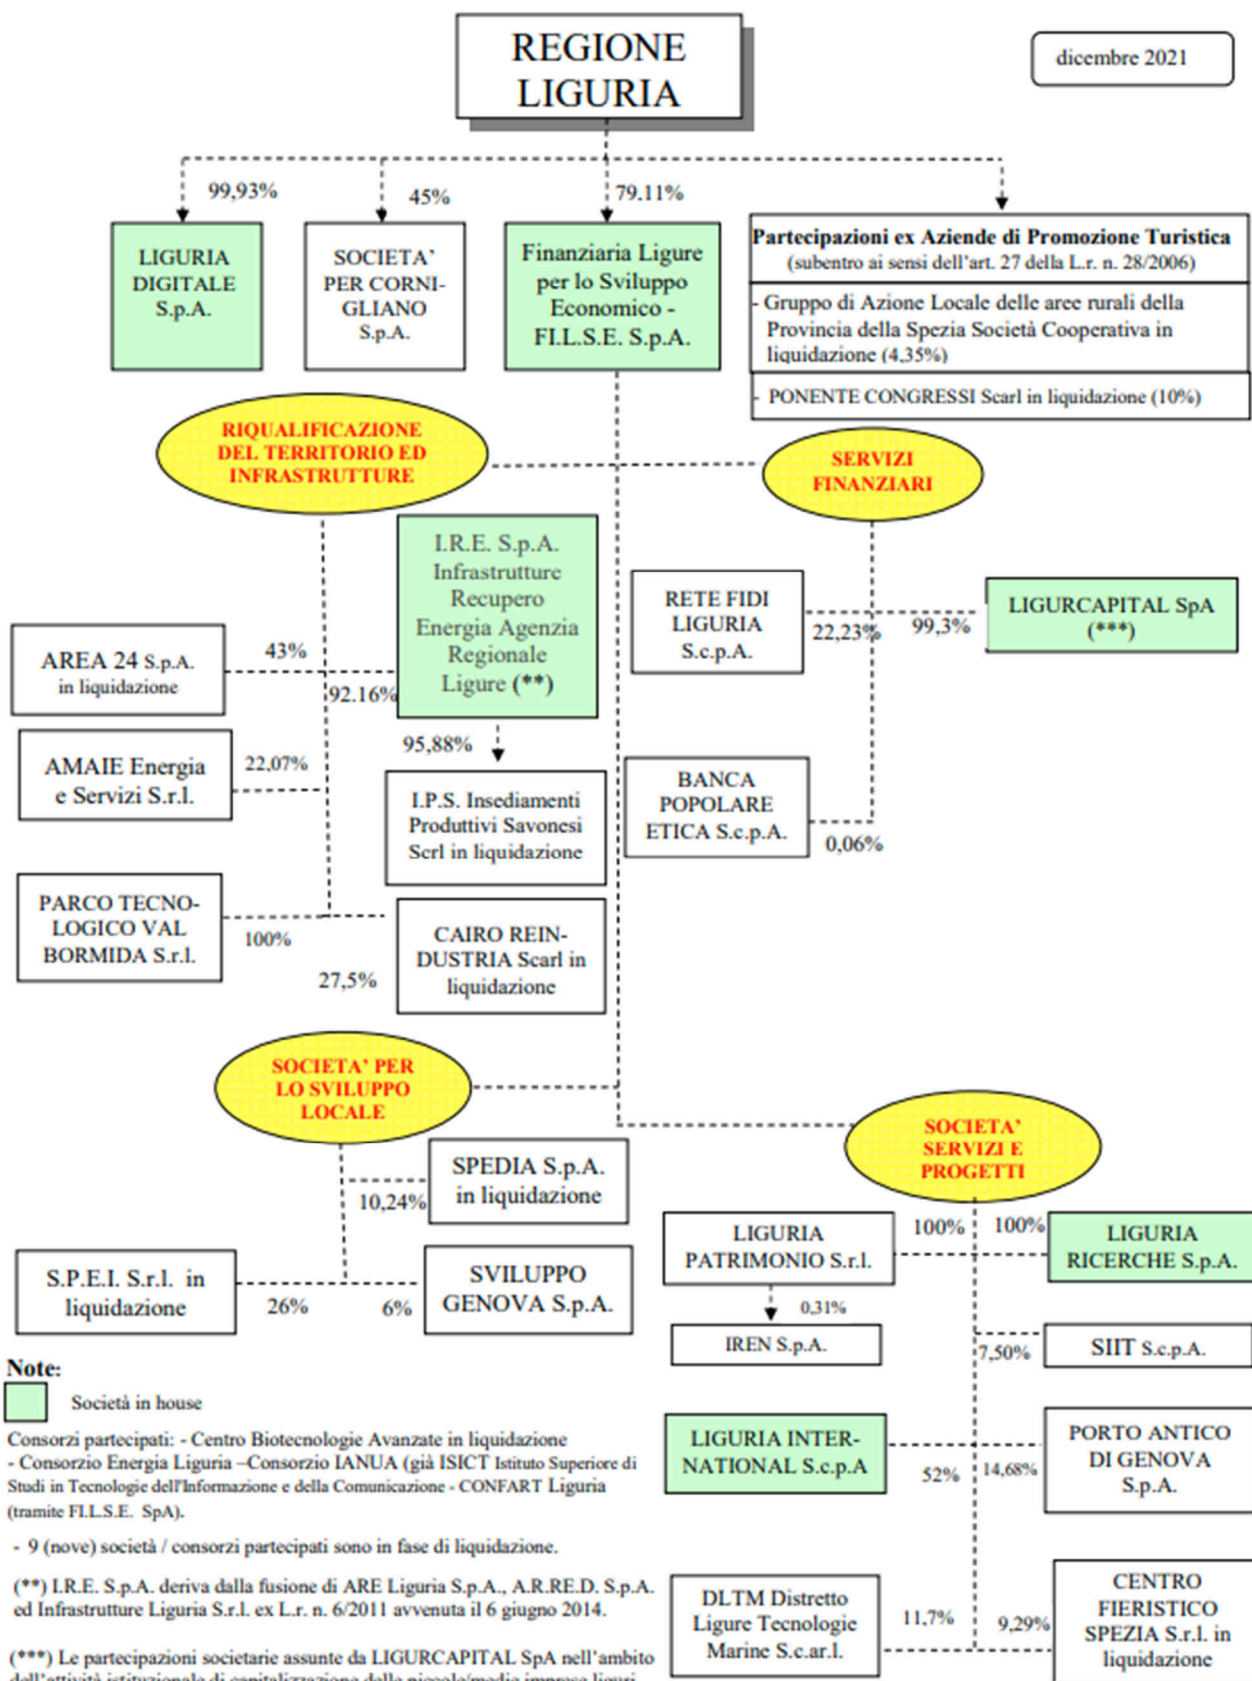 REGIONE
LIGURIA
dicembre 2021
99,93%
45%
79.11%
LIGURIA
DIGITALE
S.p.A.
SOCIETA’
PER CORNI-
GLIANO
S.p.A.
Finanziaria Ligure
per lo Sviluppo
Economico -
FI.L.S.E. S.p.A.
Partecipazioni ex Aziende di Promozione Turistica
(subentro ai sensi dell’art. 27 della L.r. n. 28/2006)
- Gruppo di Azione Locale delle aree rurali della
Provincia della Spezia Società Cooperativa in
liquidazione (4,35%)
- PONENTE CONGRESSI Scarl in liquidazione (10%)
RIQUALIFICAZIONE
DEL TERRITORIO ED
INFRASTRUTTURE
SERVIZI
FINANZIARI
I.R.E. S.p.A.
Infrastrutture
Recupero
Energia Agenzia
Regionale
Ligure (**)
AREA 24 S.p.A.
in liquidazione
43%
92.16%
RETE FIDI
LIGURIA
S.c.p.A.
22,23%
99,3%
LIGURCAPITAL SpA
(***)
AMAIE Energia
e Servizi S.r.l.
22,07%
95,88%
I.P.S. Insediamenti
Produttivi Savonesi
Scrl in liquidazione
BANCA
POPOLARE
ETICA S.c.p.A.
0,06%
PARCO TECNO-
LOGICO VAL
BORMIDA S.r.l.
100%
27,5%
CAIRO REIN-
DUSTRIA Scarl in
liquidazione
SOCIETA’ PER
LO SVILUPPO
LOCALE
SOCIETA’
SERVIZI E
PROGETTI
10,24%
SPEDIA S.p.A.
in liquidazione
S.P.E.I. S.r.l. in
liquidazione
26%
6%
SVILUPPO
GENOVA S.p.A.
LIGURIA
PATRIMONIO S.r.l.
100%
100%
LIGURIA
RICERCHE S.p.A.
0,31%
IREN S.p.A.
7,50%
SIIT S.c.p.A.
LIGURIA INTER-
NATIONAL S.c.p.A
52%
14,68%
PORTO ANTICO
DI GENOVA
S.p.A.
DLTM Distretto
Ligure Tecnologie
Marine S.c.ar.l.
11,7%
9,29%
CENTRO
FIERISTICO
SPEZIA S.r.l. in
liquidazione
Note:
Società in house
Consorzi partecipati: - Centro Biotecnologie Avanzate in liquidazione
- Consorzio Energia Liguria –Consorzio IANUA (già ISICT Istituto Superiore di
Studi in Tecnologie dell'Informazione e della Comunicazione - CONFART Liguria
(tramite FI.L.S.E. SpA).
- 9 (nove) società / consorzi partecipati sono in fase di liquidazione.
(**) I.R.E. S.p.A. deriva dalla fusione di ARE Liguria S.p.A., A.R.RE.D. S.p.A.
ed Infrastrutture Liguria S.r.l. ex L.r. n. 6/2011 avvenuta il 6 giugno 2014.
(***) Le partecipazioni societarie assunte da LIGURCAPITAL SpA nell’ambito
dell’attività istituzionale di capitalizzazione delle piccole/medie imprese liguri